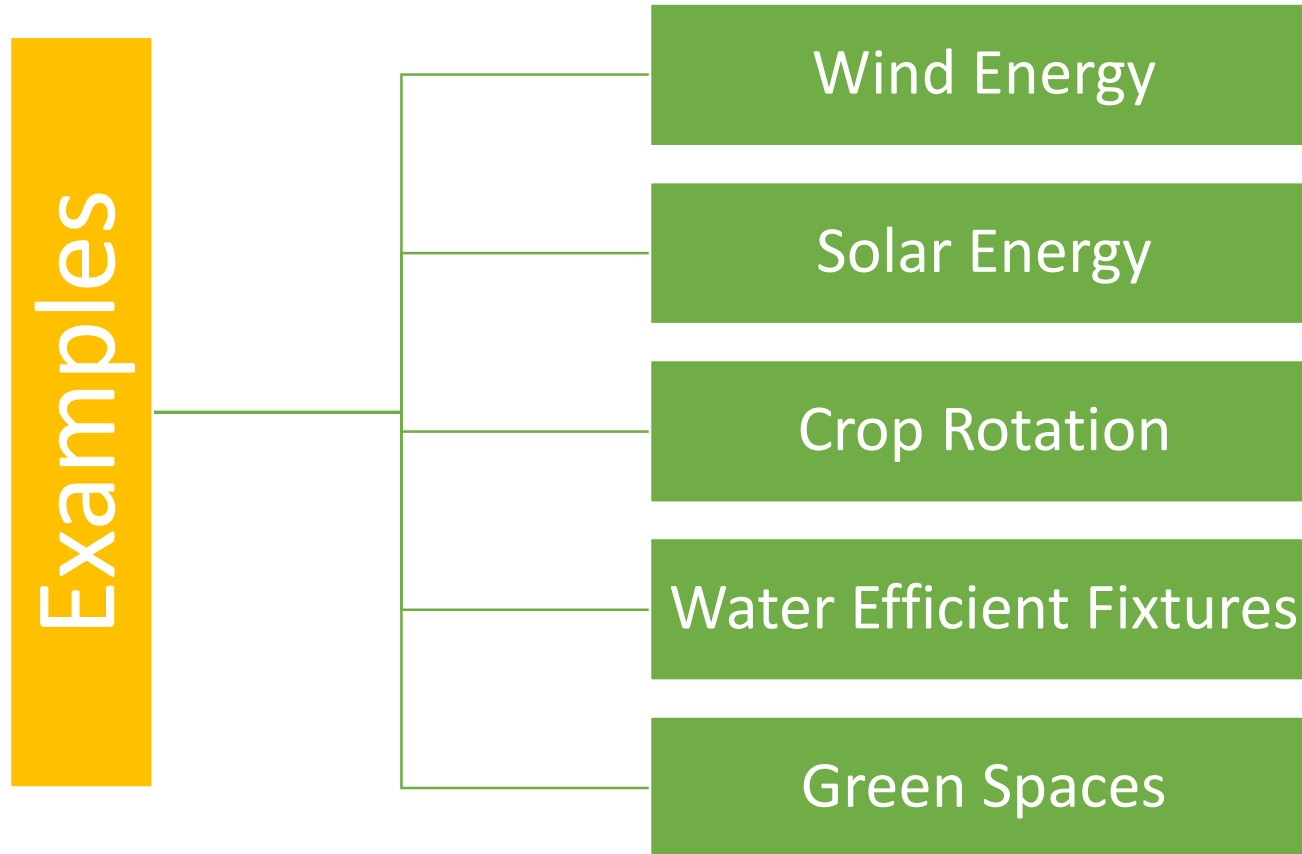 Examples
Wind Energy
Solar Energy
Crop Rotation
Water Efficient Fixtures
Green Spaces